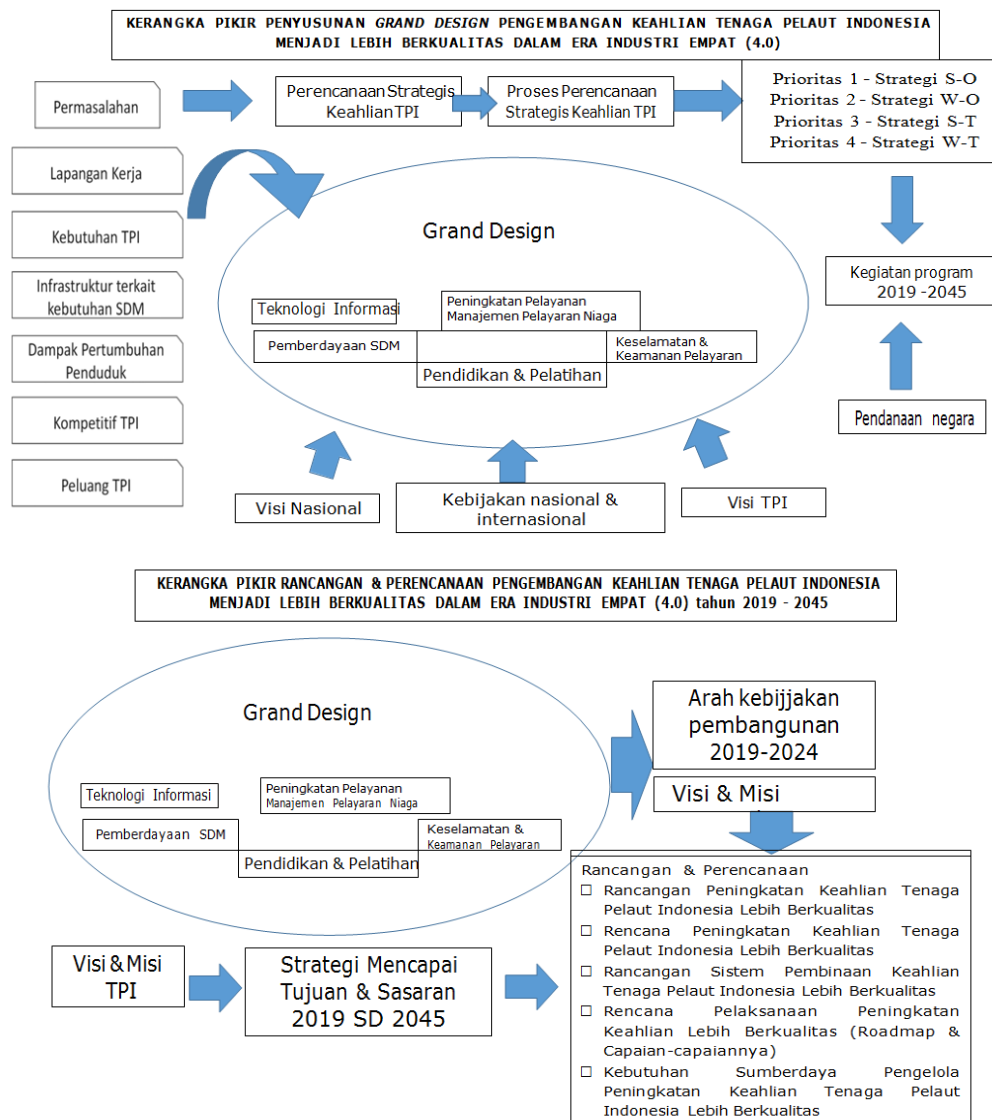 KERANGKA PIKIR PENYUSUNAN GRAND DESIGN PENGEMBANGAN KEAHLIAN TENAGA PELAUT INDONESIA
MENJADI LEBIH BERKUALITAS DALAM ERA INDUSTRI EMPAT (4.0)
Permasalahan
Perencanaan Strategis
Keahlian TPI
Proses Perencanaan
Strategis Keahlian TPI
Prioritas 1 - Strategi S-O
Prioritas 2 - Strategi W-O
Prioritas 3 - Strategi S-T
Prioritas 4 - Strategi W-T
Lapangan Kerja
Kebutuhan TPI
Infrastruktur terkait
kebutuhan SDM
Dampak Pertumbuhan
Penduduk
Kompetitif TPI
Peluang TPI
Grand Design
Teknologi Informasi
Peningkatan Pelayanan
Manajemen Pelayaran Niaga
Pemberdayaan SDM
Keselamatan &
Keamanan Pelayaran
Pendidikan & Pelatihan
Kegiatan program
2019 -2045
Pendanaan negara
Visi Nasional
Kebijakan nasional &
internasional
Visi TPI
KERANGKA PIKIR RANCANGAN & PERENCANAAN PENGEMBANGAN KEAHLIAN TENAGA PELAUT INDONESIA
MENJADI LEBIH BERKUALITAS DALAM ERA INDUSTRI EMPAT (4.0) tahun 2019 - 2045
Grand Design
Teknologi Informasi
Peningkatan Pelayanan
Manajemen Pelayaran Niaga
Pemberdayaan SDM
Keselamatan &
Keamanan Pelayaran
Pendidikan & Pelatihan
Arah kebijjakan
pembangunan
2019-2024
Visi & Misi
Visi & Misi
TPI
Strategi Mencapai
Tujuan & Sasaran
2019 SD 2045
Rancangan & Perencanaan
☐ Rancangan Peningkatan Keahlian Tenaga
Pelaut Indonesia Lebih Berkualitas
☐ Rencana Peningkatan Keahlian Tenaga
Pelaut Indonesia Lebih Berkualitas
☐ Rancangan Sistem Pembinaan Keahlian
Tenaga Pelaut Indonesia Lebih Berkualitas
☐ Rencana Pelaksanaan Peningkatan
Keahlian Lebih Berkualitas (Roadmap &
Capaian-capaiannya)
☐ Kebutuhan Sumberdaya Pengelola
Peningkatan Keahlian Tenaga Pelaut
Indonesia Lebih Berkualitas